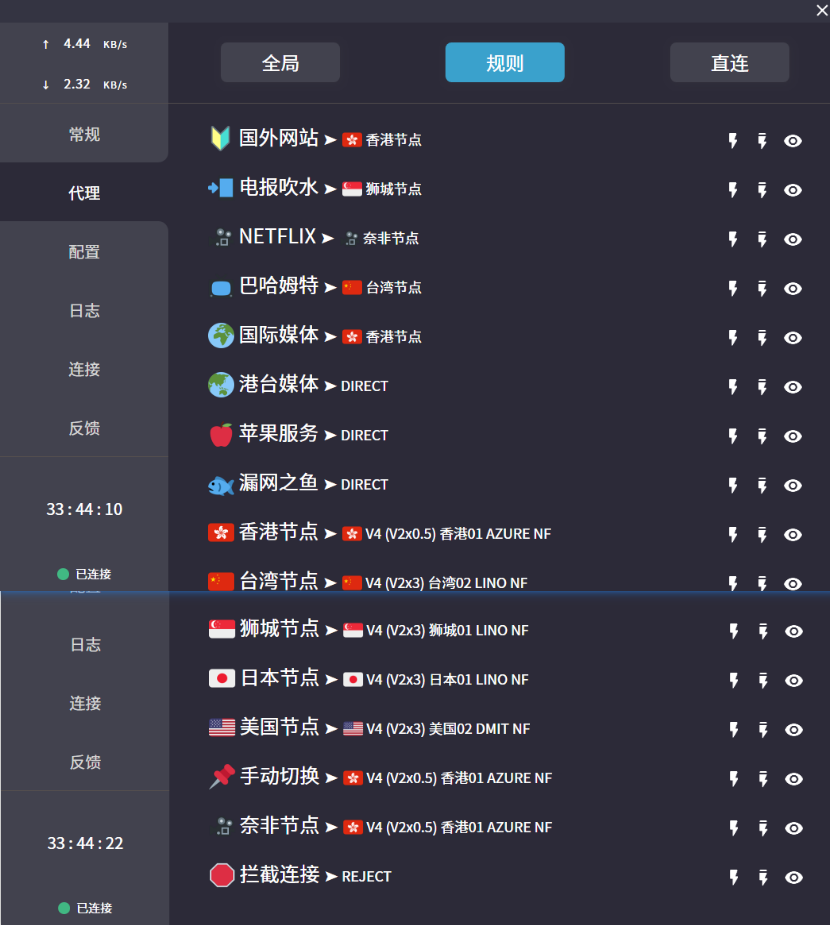 ↑ 4.44 KB/s
↓ 2.32 KB/s
常规
代理
配置
日志
连接
反馈
33 : 44 : 10
已连接
全局 规则 直连
国外网站 ➤ 香港节点
电报吹水 ➤ 狮城节点
NETFLIX ➤ 奈非节点
巴哈姆特 ➤ 台湾节点
国际媒体 ➤ 香港节点
港台媒体 ➤ DIRECT
苹果服务 ➤ DIRECT
漏网之鱼 ➤ DIRECT
香港节点 ➤ V4 (V2x0.5) 香港01 AZURE NF
台湾节点 ➤ V4 (V2x3) 台湾02 LINO NF
日志
连接
反馈
33 : 44 : 22
已连接
狮城节点 ➤ V4 (V2x3) 狮城01 LINO NF
日本节点 ➤ V4 (V2x3) 日本01 LINO NF
美国节点 ➤ V4 (V2x3) 美国02 DMIT NF
手动切换 ➤ V4 (V2x0.5) 香港01 AZURE NF
奈非节点 ➤ V4 (V2x0.5) 香港01 AZURE NF
拦截连接 ➤ REJECT